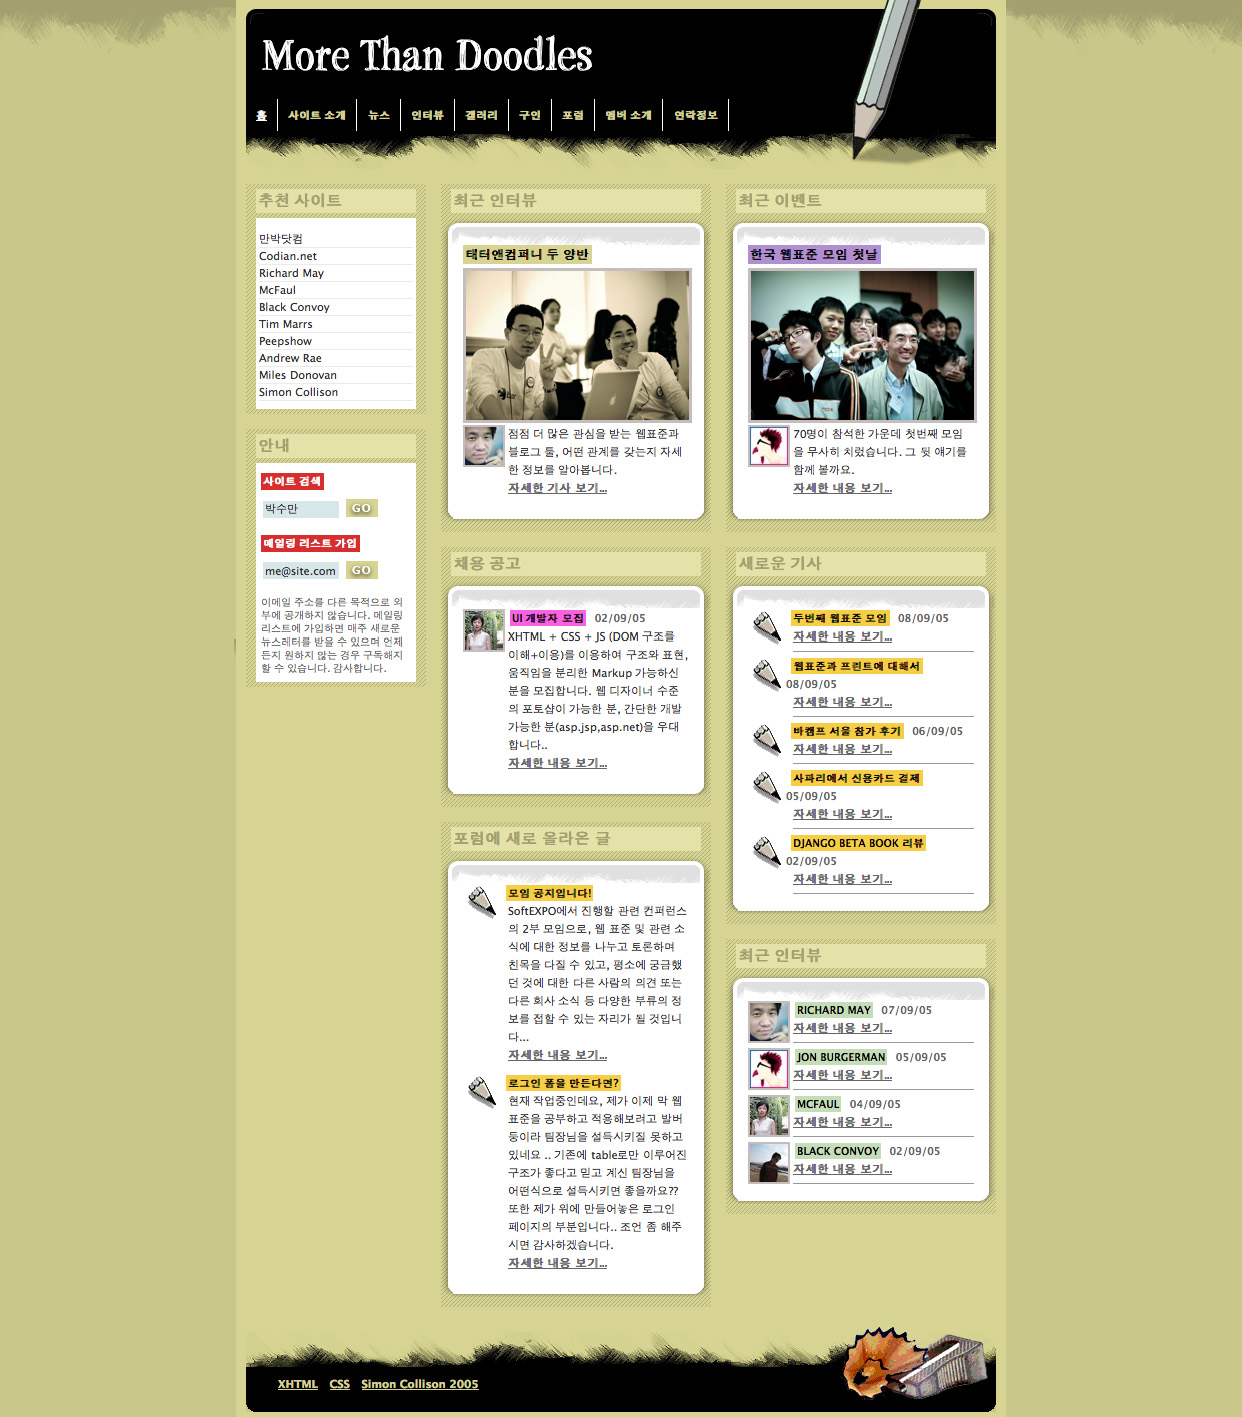 More Than Doodles
홈 사이트 소개 뉴스 인터뷰 갤러리 구인 포럼 멤버 소개 연락정보
추천 사이트
만박닷컴
Codian.net
Richard May
McFaul
Black Convoy
Tim Marrs
Peepshow
Andrew Rae
Miles Donovan
Simon Collison
안내
사이트 검색
박수만 GO
메일링 리스트 가입
me@site.com GO
이메일 주소를 다른 목적으로 외
부에 공개하지 않습니다. 메일링
리스트에 가입하면 매주 새로운
뉴스레터를 받을 수 있으며 언제
든지 원하지 않는 경우 구독해지
할 수 있습니다. 감사합니다.
최근 인터뷰
태터앤컴퍼니 두 양반
점점 더 많은 관심을 받는 웹표준과
블로그 툴, 어떤 관계를 갖는지 자세
한 정보를 알아봅니다.
자세한 기사 보기...
채용 공고
UI 개발자 모집 02/09/05
XHTML + CSS + JS (DOM 구조를
이해+이용)를 이용하여 구조와 표현,
움직임을 분리한 Markup 가능하신
분을 모집합니다. 웹 디자이너 수준
의 포토샵이 가능한 분, 간단한 개발
가능한 분(asp.jsp,asp.net)을 우대
합니다..
자세한 내용 보기...
포럼에 새로 올라온 글
모임 공지입니다!
SoftEXPO에서 진행할 관련 컨퍼런스
의 2부 모임으로, 웹 표준 및 관련 소
식에 대한 정보를 나누고 토론하며
친목을 다질 수 있고, 평소에 궁금했
던 것에 대한 다른 사람의 의견 또는
다른 회사 소식 등 다양한 부류의 정
보를 접할 수 있는 자리가 될 것입니
다...
자세한 내용 보기...
로그인 폼을 만든다면?
현재 작업중인데요, 제가 이제 막 웹
표준을 공부하고 적용해보려고 발버
둥이라 팀장님을 설득시키질 못하고
있네요 .. 기존에 table로만 이루어진
구조가 좋다고 믿고 계신 팀장님을
어떤식으로 설득시키면 좋을까요??
또한 제가 위에 만들어놓은 로그인
페이지의 부분입니다.. 조언 좀 해주
시면 감사하겠습니다.
자세한 내용 보기...
최근 이벤트
한국 웹표준 모임 첫날
70명이 참석한 가운데 첫번째 모임
을 무사히 치렀습니다. 그 뒷 얘기를
함께 볼까요.
자세한 내용 보기...
새로운 기사
두번째 웹표준 모임 08/09/05
자세한 내용 보기...
웹표준과 프린트에 대해서
08/09/05
자세한 내용 보기...
바캠프 서울 참가 후기 06/09/05
자세한 내용 보기...
사파리에서 신용카드 결제
05/09/05
자세한 내용 보기...
DJANGO BETA BOOK 리뷰
02/09/05
자세한 내용 보기...
최근 인터뷰
RICHARD MAY 07/09/05
자세한 내용 보기...
JON BURGERMAN 05/09/05
자세한 내용 보기...
MCFAUL 04/09/05
자세한 내용 보기...
BLACK CONVOY 02/09/05
자세한 내용 보기...
XHTML CSS Simon Collison 2005